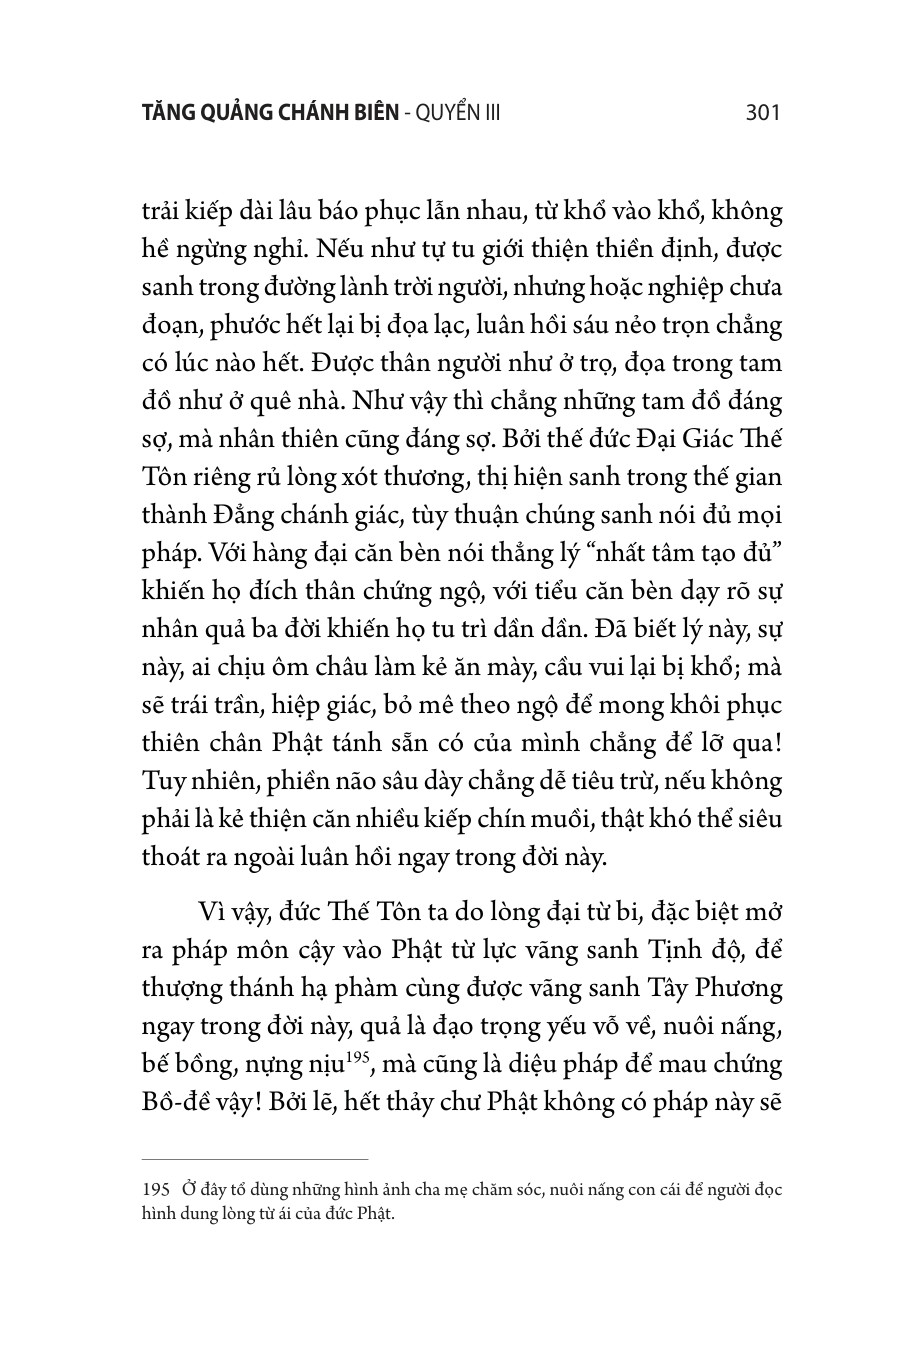 TĂNG QUẢNG CHÁNH BIÊN - QUYỂN III 301
trải kiếp dài lâu báo phục lẫn nhau, từ khổ vào khổ, không
hề ngừng nghỉ. Nếu như tự tu giới thiện thiền định, được
sanh trong đường lành trời người, nhưng hoặc nghiệp chưa
đoạn, phước hết lại bị đọa lạc, luân hồi sáu nẻo trọn chẳng
có lúc nào hết. Được thân người như ở trọ, đọa trong tam
đồ như ở quê nhà. Như vậy thì chẳng những tam đồ đáng
sợ, mà nhân thiên cũng đáng sợ. Bởi thế đức Đại Giác Thế
Tôn riêng rủ lòng xót thương, thị hiện sanh trong thế gian
thành Đẳng chánh giác, tùy thuận chúng sanh nói đủ mọi
pháp. Với hàng đại căn bèn nói thẳng lý “nhất tâm tạo đủ”
khiến họ đích thân chứng ngộ, với tiểu căn bèn dạy rõ sự
nhân quả ba đời khiến họ tu trì dần dần. Đã biết lý này, sự
này, ai chịu ôm châu làm kẻ ăn mày, cầu vui lại bị khổ; mà
sẽ trái trần, hiệp giác, bỏ mê theo ngộ để mong khôi phục
thiên chân Phật tánh sẵn có của mình chẳng để lỡ qua!
Tuy nhiên, phiền não sâu dày chẳng dễ tiêu trừ, nếu không
phải là kẻ thiện căn nhiều kiếp chín muồi, thật khó thể siêu
thoát ra ngoài luân hồi ngay trong đời này.
Vì vậy, đức Thế Tôn ta do lòng đại từ bi, đặc biệt mở
ra pháp môn cậy vào Phật từ lực vãng sanh Tịnh độ, để
thượng thánh hạ phàm cùng được vãng sanh Tây Phương
ngay trong đời này, quả là đạo trọng yếu vỗ về, nuôi nấng,
bế bồng, nựng nịu195, mà cũng là diệu pháp để mau chứng
Bồ-đề vậy! Bởi lẽ, hết thảy chư Phật không có pháp này sẽ
195 Ở đây tổ dùng những hình ảnh cha mẹ chăm sóc, nuôi nấng con cái để người đọc
hình dung lòng từ ái của đức Phật.